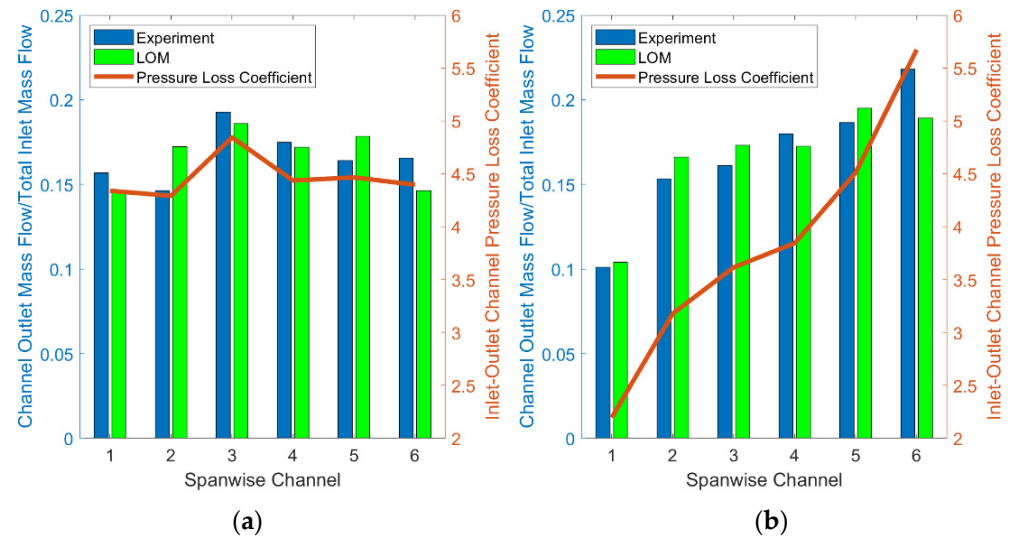 Channel Outlet Mass Flow/Total Inlet Mass Flow
0.25
0.2
0.15
0.1
0.05
0
Experiment
LOM
Pressure Loss Coefficient
6
5.5
5
4.5
4
3.5
3
2.5
2
Inlet-Outlet Channel Pressure Loss Coefficient
1 2 3 4 5 6
Spanwise Channel
(a)
Channel Outlet Mass Flow/Total Inlet Mass Flow
0.25
0.2
0.15
0.1
0.05
0
Experiment
LOM
Pressure Loss Coefficient
6
5.5
5
4.5
4
3.5
3
2.5
2
Inlet-Outlet Channel Pressure Loss Coefficient
1 2 3 4 5 6
Spanwise Channel
(b)